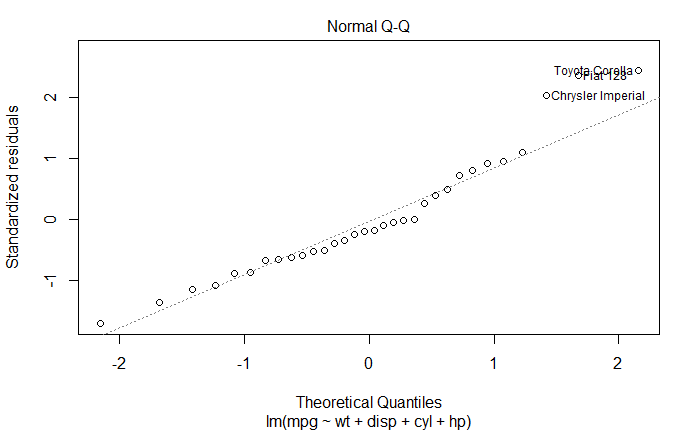 Normal Q-Q
Standardized residuals
2
1
0
-1
Toyota Corolla
Fiat 128
Chrysler Imperial
-2
-1
0
1
2
Theoretical Quantiles
lm(mpg ~ wt + disp + cyl + hp)